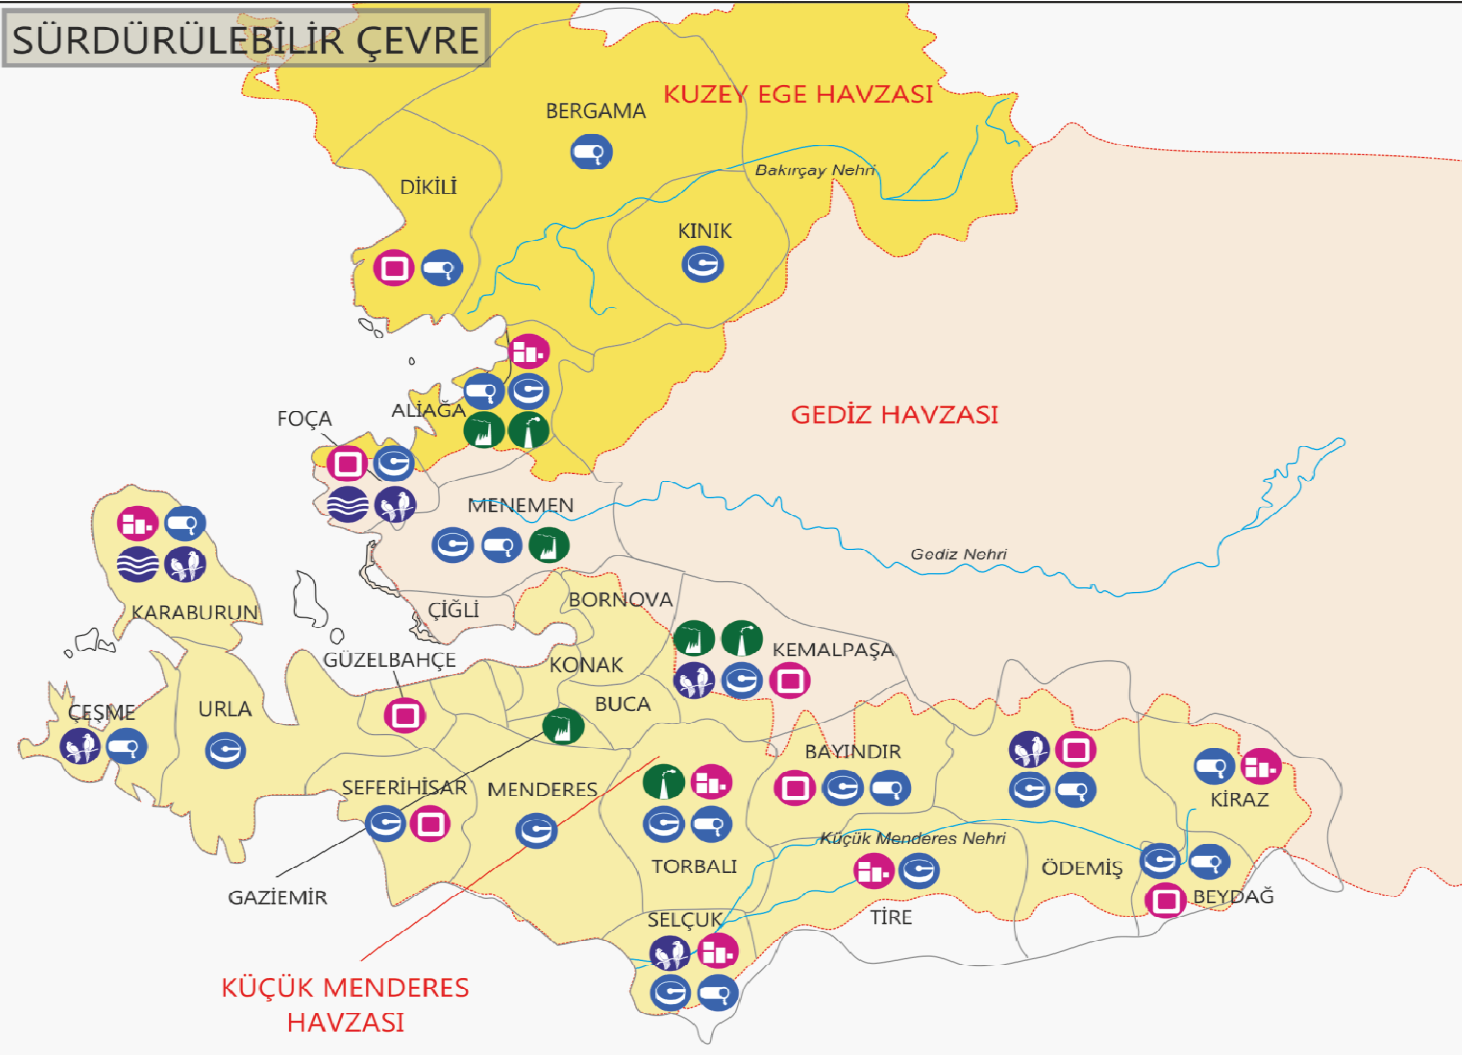 SÜRDÜRÜLEBİLİR ÇEVRE
KUZEY EGE HAVZASI
BERGAMA
Bakırçay Nehri
DİKİLİ
KINIK
ALİAĞA
FOÇA
GEDİZ HAVZASI
MENEMEN
Gediz Nehri
KARABURUN
ÇİĞLİ
BORNOVA
GÜZELBAHÇE
KONAK
KEMALPAŞA
ÇEŞME
URLA
BUCA
BAYINDIR
SEFERİHİSAR
MENDERES
KİRAZ
Küçük Menderes Nehri
TORBALI
ÖDEMİŞ
GAZİEMİR
BEYDAĞ
SELÇUK
TİRE
KÜÇÜK MENDERES
HAVZASI